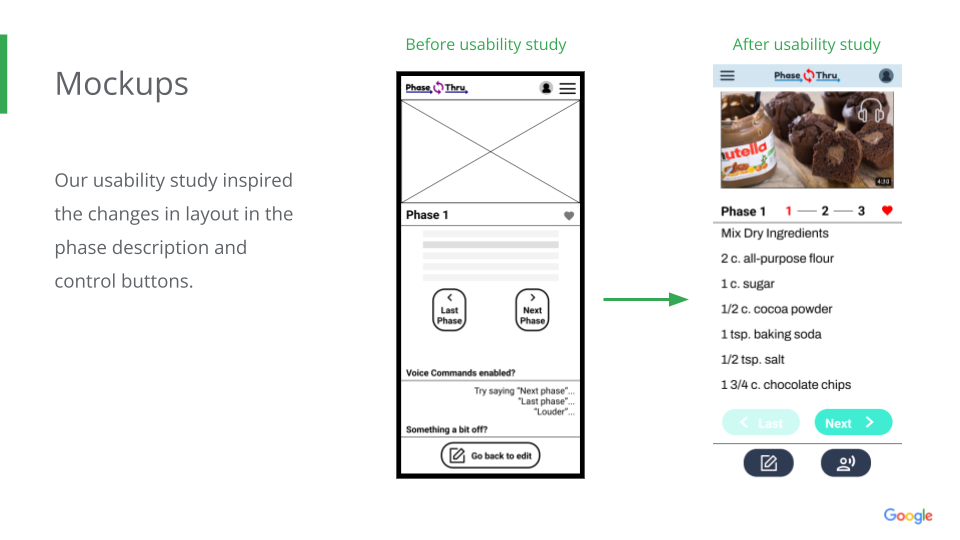 Mockups
Our usability study inspired
the changes in layout in the
phase description and
control buttons.
Before usability study
Phase Thru
Phase 1
Last
Phase
Next
Phase
Voice Commands enabled?
Try saying "Next phase"...
"Last phase"...
"Louder"...
Something a bit off?
Go back to edit
After usability study
Phase Thru
nutella
4:30
Phase 1 1 — 2 — 3
Mix Dry Ingredients
2 c. all-purpose flour
1 c. sugar
1/2 c. cocoa powder
1 tsp. baking soda
1/2 tsp. salt
1 3/4 c. chocolate chips
Last
Next
Google